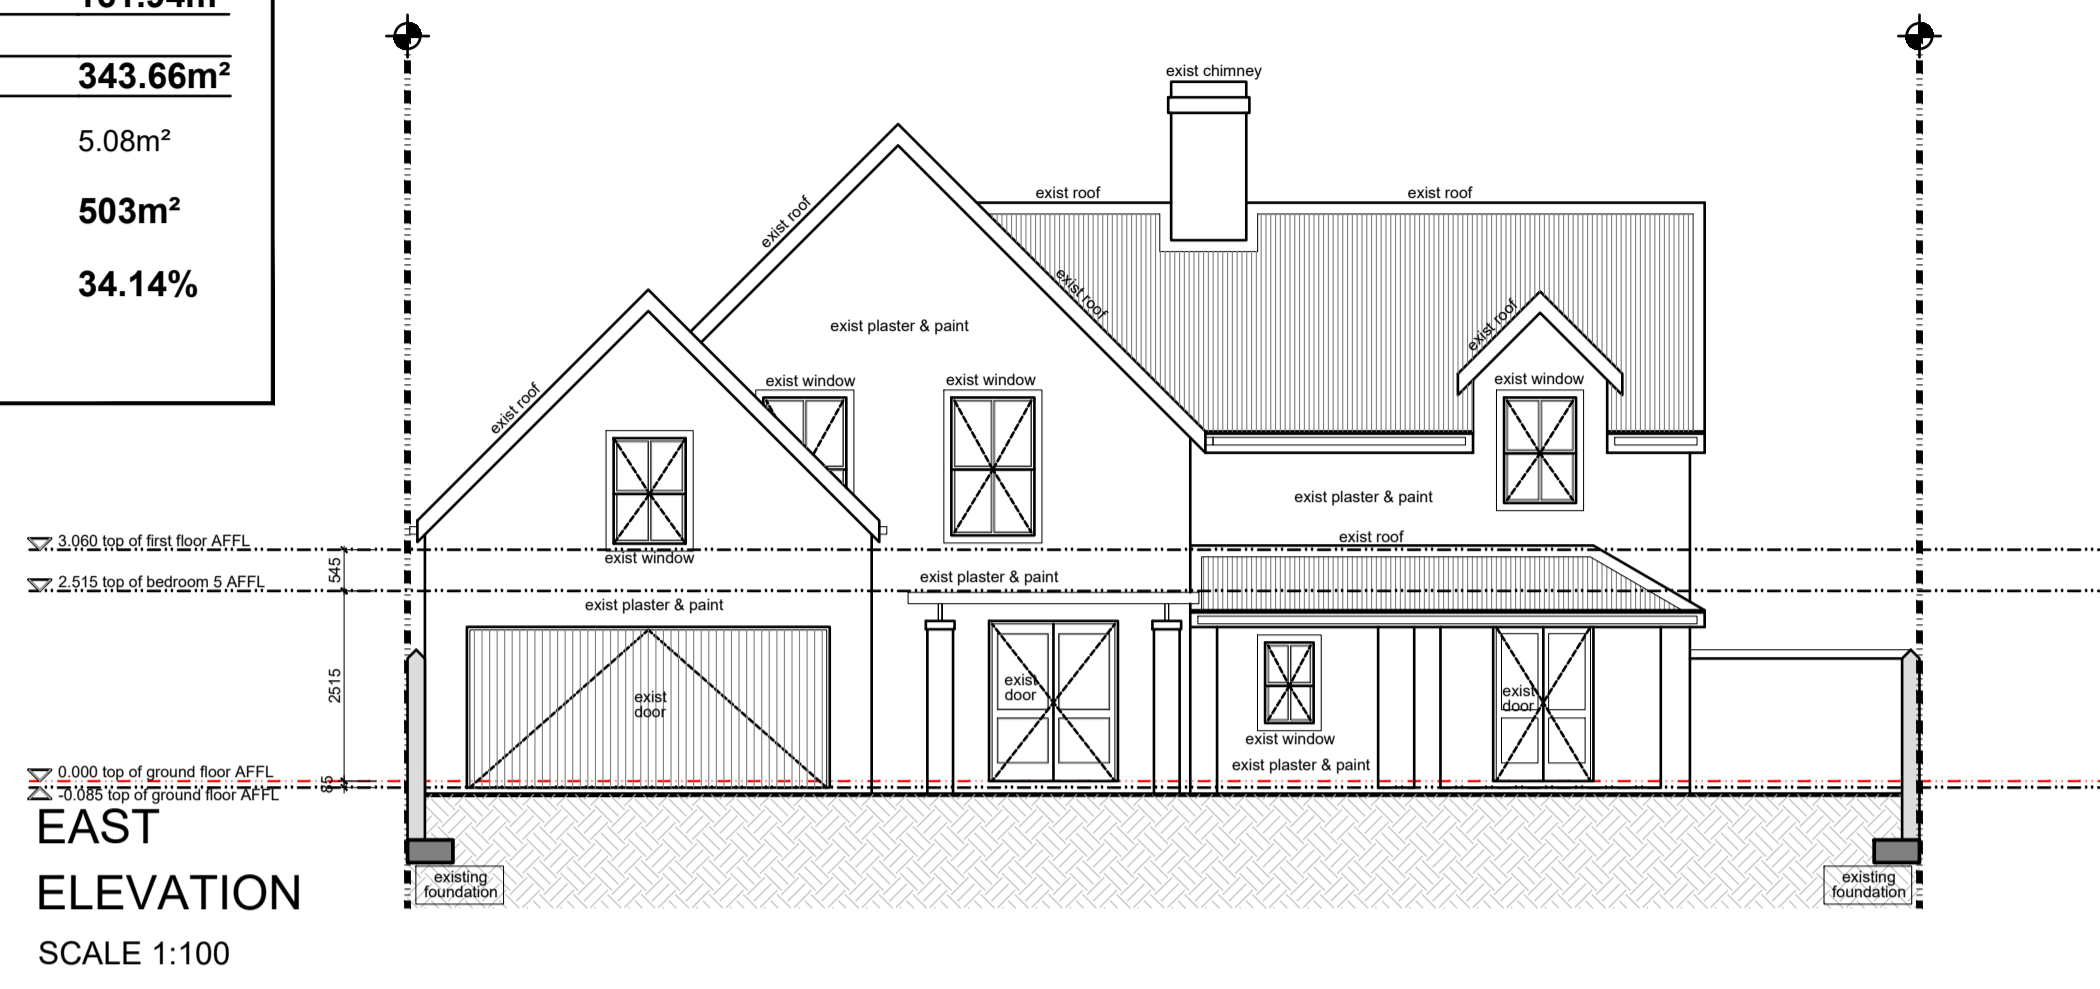 343.66m²
5.08m²
503m²
34.14%
exist chimney
exist roof
exist roof
exist roof
exist roof
exist roof
exist plaster & paint
exist window
exist window
exist window
exist roof
exist plaster & paint
3.060 top of first floor AFFL
exist roof
exist window
545
2.515 top of bedroom 5 AFFL
exist plaster & paint
exist plaster & paint
2515
exist
door
exist
door
exist
door
exist window
exist plaster & paint
0.000 top of ground floor AFFL
85
-0.085 top of ground floor AFFL
EAST
ELEVATION
SCALE 1:100
existing
foundation
existing
foundation